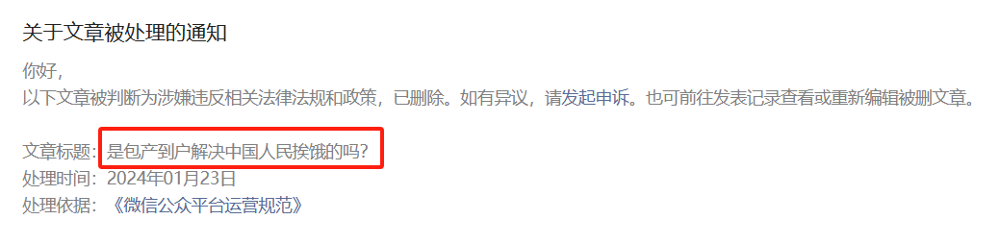 关于文章被处理的通知
你好，
以下文章被判断为涉嫌违反相关法律法规和政策，已删除。如有异议，请发起申诉。也可前往发表记录查看或重新编辑被删文章。
文章标题：是包产到户解决中国人民挨饿的吗？
处理时间：2024年01月23日
处理依据：《微信公众平台运营规范》